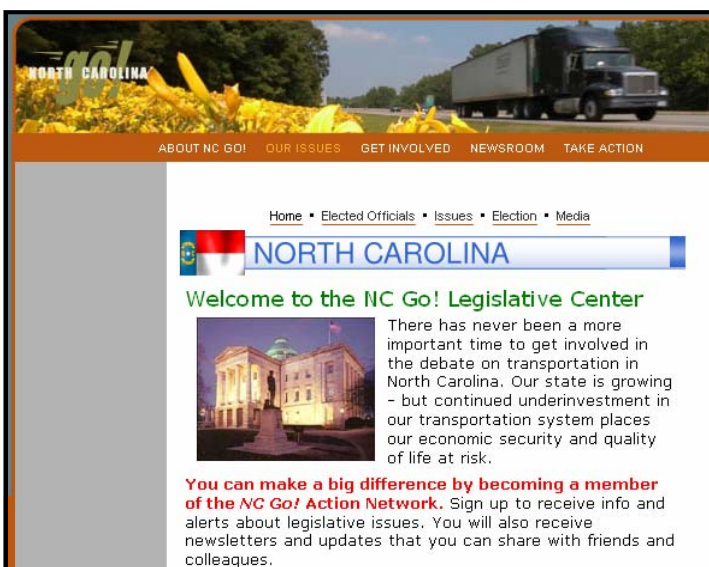 go!
NORTH CAROLINA
ABOUT NC GO! OUR ISSUES GET INVOLVED NEWSROOM TAKE ACTION
Home ▪ Elected Officials ▪ Issues ▪ Election ▪ Media
NORTH CAROLINA
Welcome to the NC Go! Legislative Center
There has never been a more
important time to get involved in
the debate on transportation in
North Carolina. Our state is growing
– but continued underinvestment in
our transportation system places
our economic security and quality
of life at risk.
You can make a big difference by becoming a member
of the NC Go! Action Network. Sign up to receive info and
alerts about legislative issues. You will also receive
newsletters and updates that you can share with friends and
colleagues.